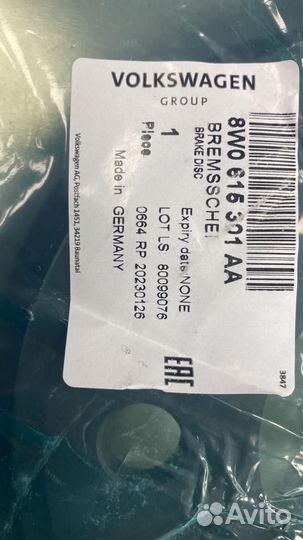 VOLKSWAGEN
GROUP
8W0 615 301 AA
BREMSSCHEI
BRAKE DISC
1
Piece
Expiry date: NONE
LOT LS: 80099076
0664 RP 20230126
Made in GERMANY
Volkswagen AG, Postfach 1451, 34219 Baunatal
EAC
3847
Avito